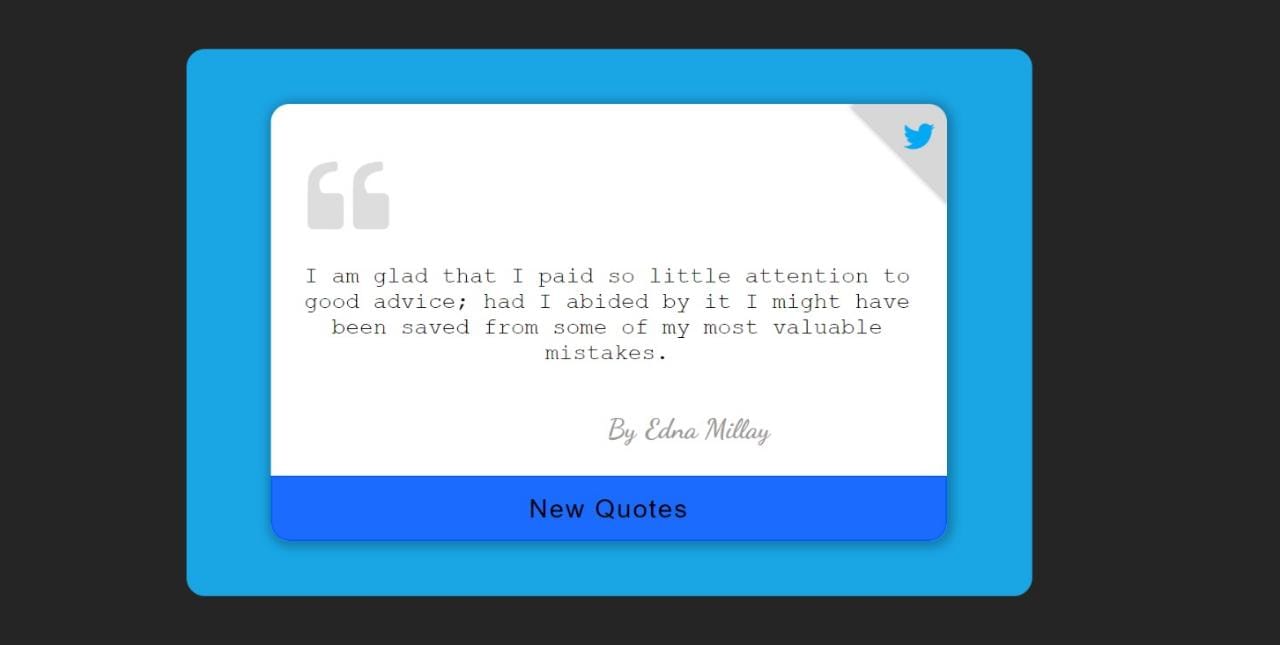 I am glad that I paid so little attention to
good advice; had I abided by it I might have
been saved from some of my most valuable
mistakes.
By Edna Millay
New Quotes